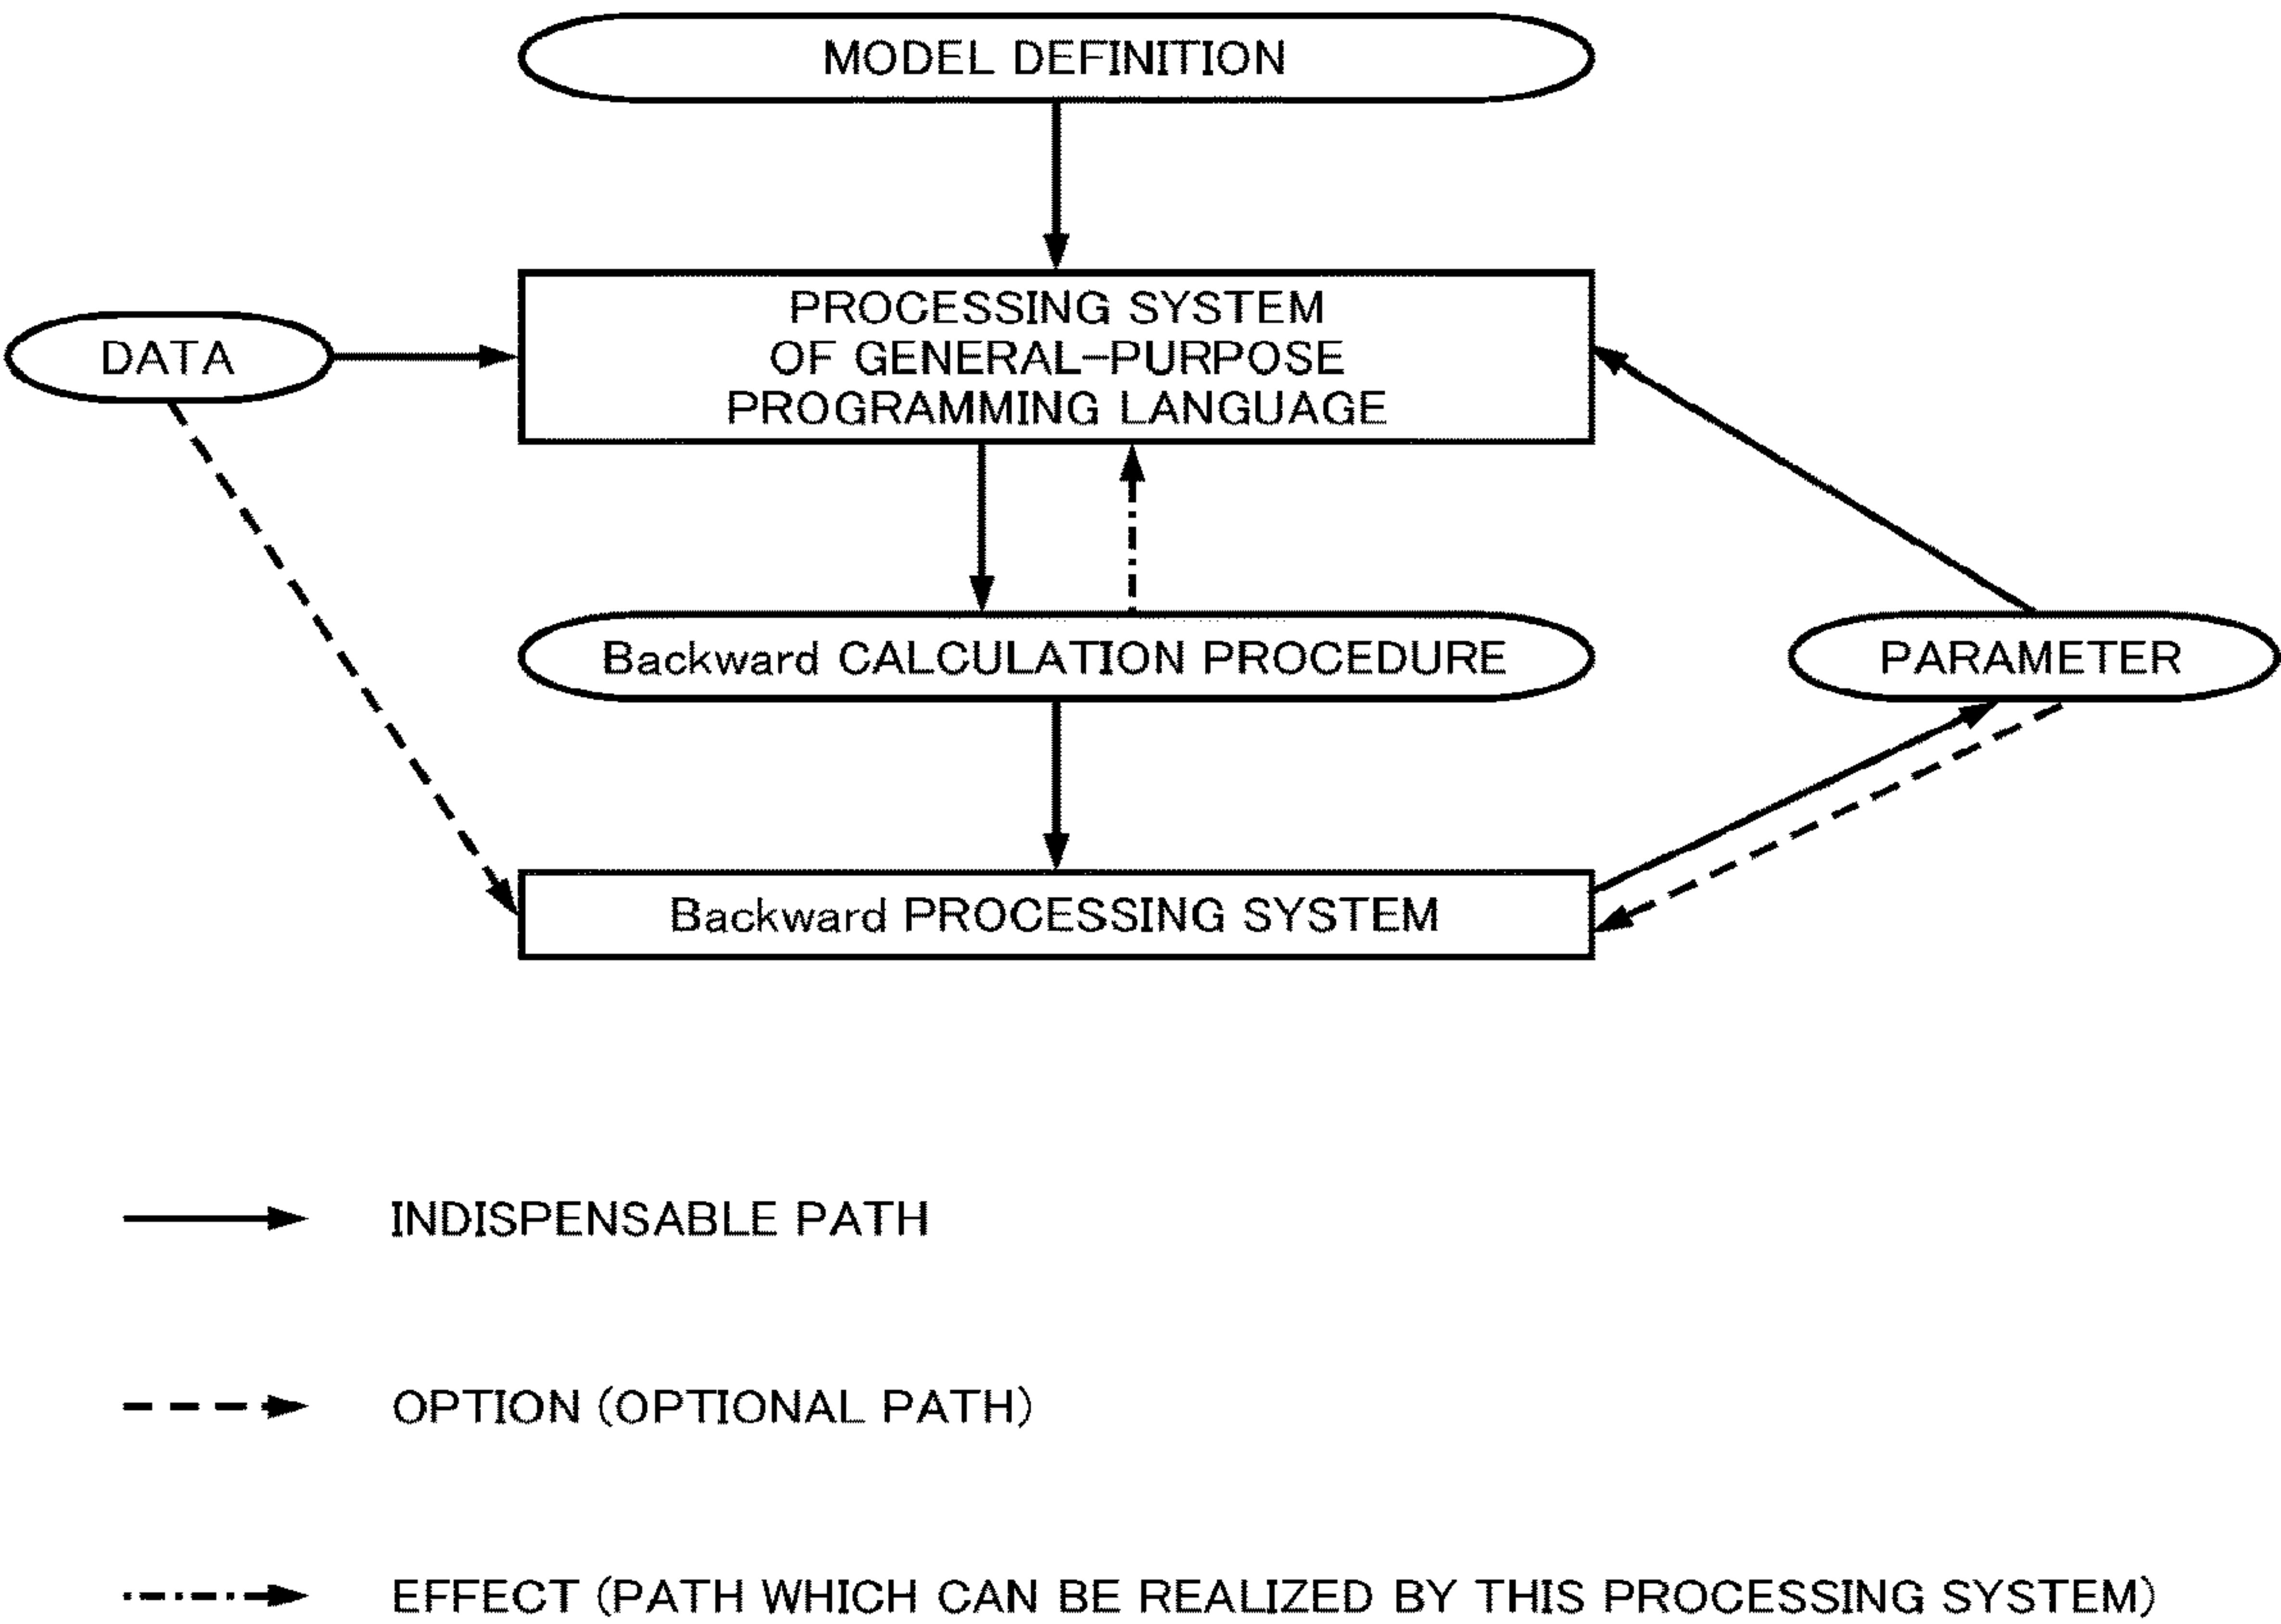 MODEL DEFINITION
PROCESSING SYSTEM
OF GENERAL-PURPOSE
PROGRAMMING LANGUAGE
DATA
Backward CALCULATION PROCEDURE
PARAMETER
Backward PROCESSING SYSTEM
INDISPENSABLE PATH
OPTION (OPTIONAL PATH)
EFFECT (PATH WHICH CAN BE REALIZED BY THIS PROCESSING SYSTEM)